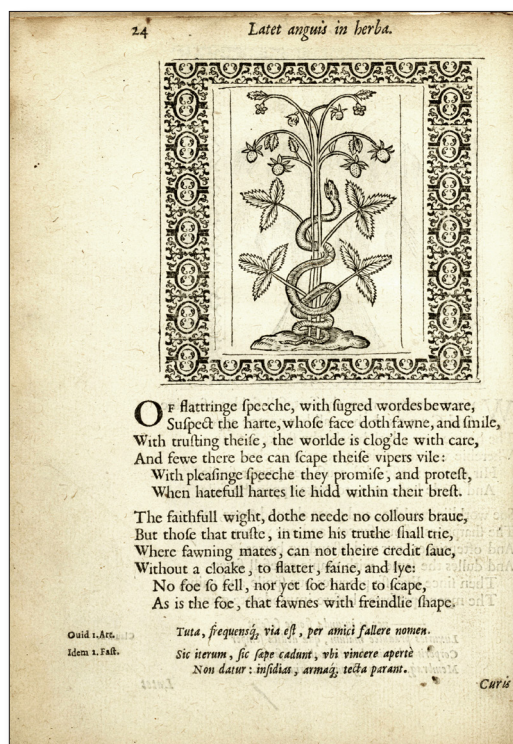 24 Latet anguis in herba.
OF flattringe ſpeeche, with ſugred wordes beware,
Suſpect the harte, whoſe face doth fawne, and ſmile,
With truſting theiſe, the worlde is clog'de with care,
And fewe there bee can ſcape theiſe vipers vile:
With pleaſinge ſpeeche they promiſe, and proteſt,
When hatefull hartes lie hidd within their breſt.
The faithfull wight, dothe neede no collours braue,
But thoſe that truſte, in time his truthe ſhall trie,
Where fawning mates, can not theire credit ſaue,
Without a cloake, to flatter, faine, and lye:
No foe ſo fell, nor yet ſoe harde to ſcape,
As is the foe, that fawnes with freindlie ſhape.
Ouid 1. Art. Tuta, frequensq́, via eſt, per amici fallere nomen.
Idem 1. Faſt. Sic iterum, ſic ſæpe cadunt, vbi vincere apertè
Non datur: inſidias, armaq́, tecta parant.
Curis